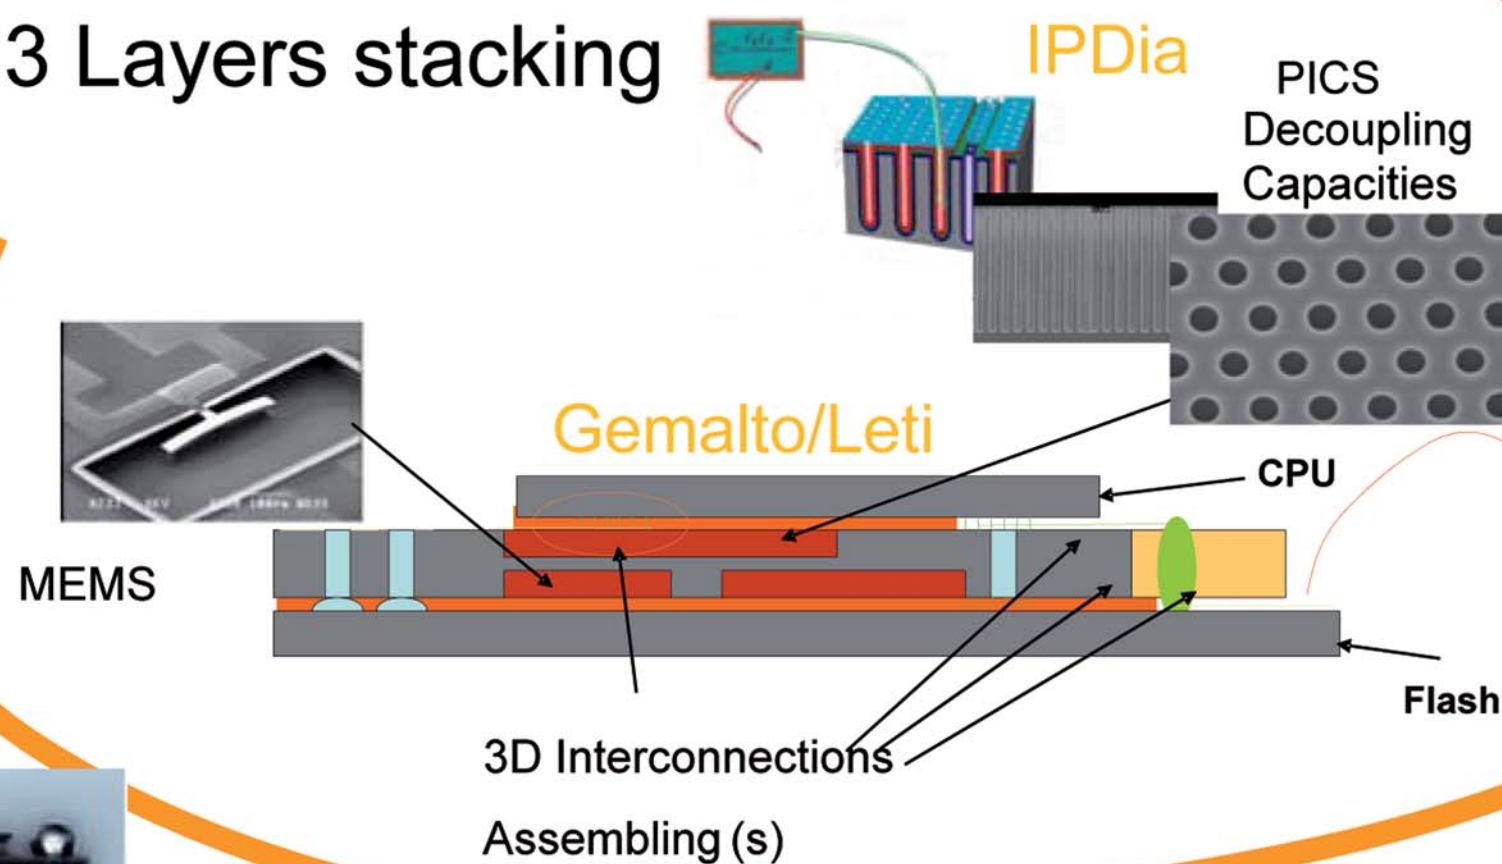 3 Layers stacking
IPDia
PICS
Decoupling
Capacities
Gemalto/Leti
CPU
MEMS
Flash
3D Interconnections
Assembling (s)